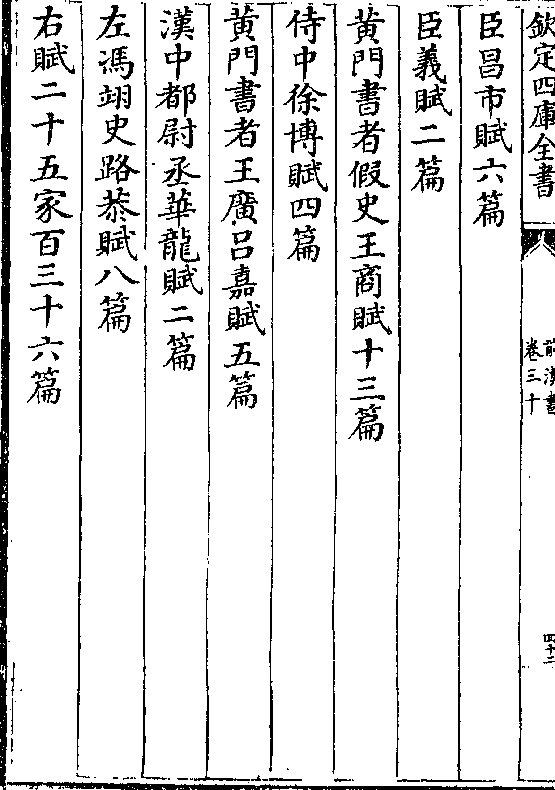 欽定四庫全書
前漢書
卷三十
四十二
臣昌市賦六篇
臣義賦二篇
黄門書者假史王商賦十三篇
侍中徐博賦四篇
黄門書者王廣吕嘉賦五篇
漢中都尉丞華龍賦二篇
左馮翊史路恭賦八篇
右賦二十五家百三十六篇